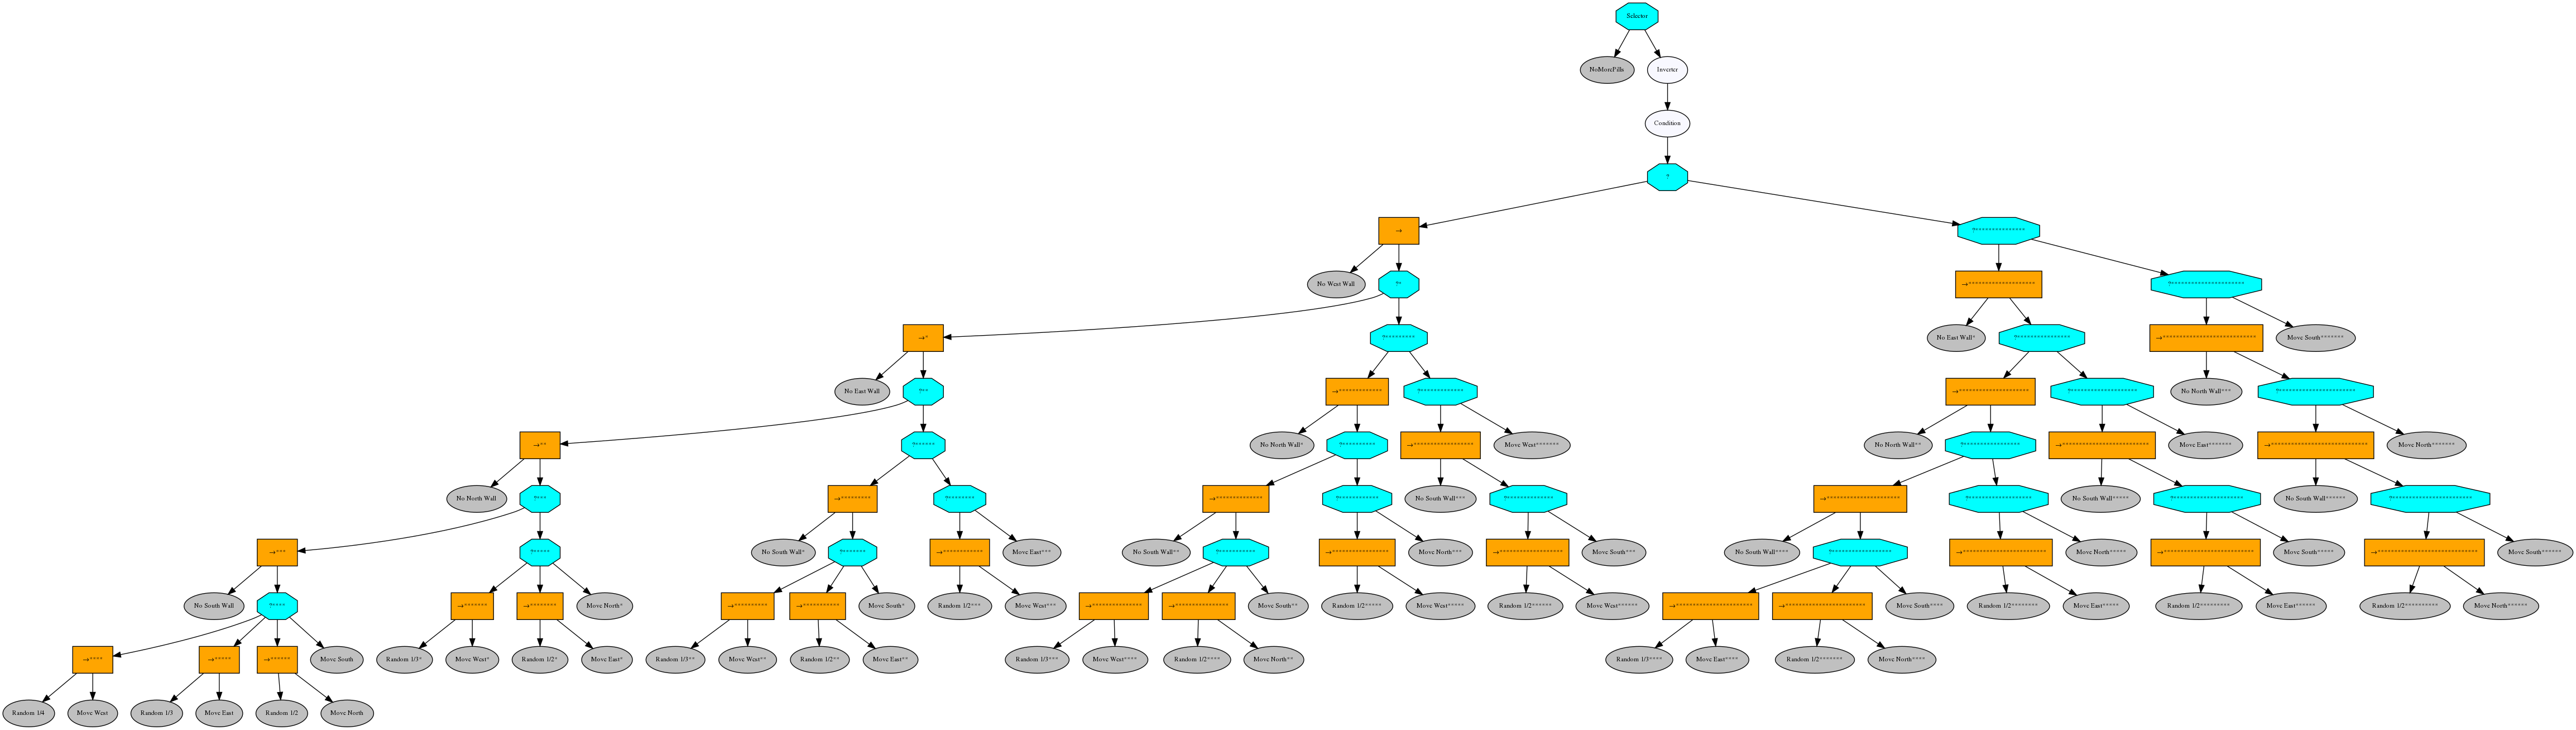 Selector
NoMorePills
Inverter
Condition
?
→
?***************
No West Wall
?*
→********************
?**********************
→*
?*********
No East Wall*
?****************
→***************************
Move South*******
No East Wall
?**
→*************
?*************
→*********************
?*********************
No North Wall***
?***********************
→**
?******
No North Wall*
?**********
→*****************
Move West*******
No North Wall**
?*****************
→**************************
Move East*******
→*****************************
Move North*******
No North Wall
?***
→*********
?********
→**************
?************
No South Wall***
?**************
→**********************
?*******************
No South Wall*****
?*********************
No South Wall******
?************************
→***
?*****
No South Wall*
?*******
→************
Move East***
No South Wall**
?***********
→****************
Move North***
→******************
Move South***
No South Wall****
?******************
→*************************
Move North*****
→****************************
Move South*****
→******************************
Move South******
No South Wall
?****
→*******
→********
Move North*
→**********
→***********
Move South*
Random 1/2***
Move West***
→***************
→****************
Move South**
Random 1/2*****
Move West*****
Random 1/2******
Move West******
→***********************
→************************
Move South****
Random 1/2********
Move East*****
Random 1/2*********
Move East******
Random 1/2**********
Move North******
→****
→*****
→******
Move South
Random 1/3*
Move West*
Random 1/2*
Move East*
Random 1/3**
Move West**
Random 1/2**
Move East**
Random 1/3***
Move West****
Random 1/2****
Move North**
Random 1/3****
Move East****
Random 1/2*******
Move North****
Random 1/4
Move West
Random 1/3
Move East
Random 1/2
Move North